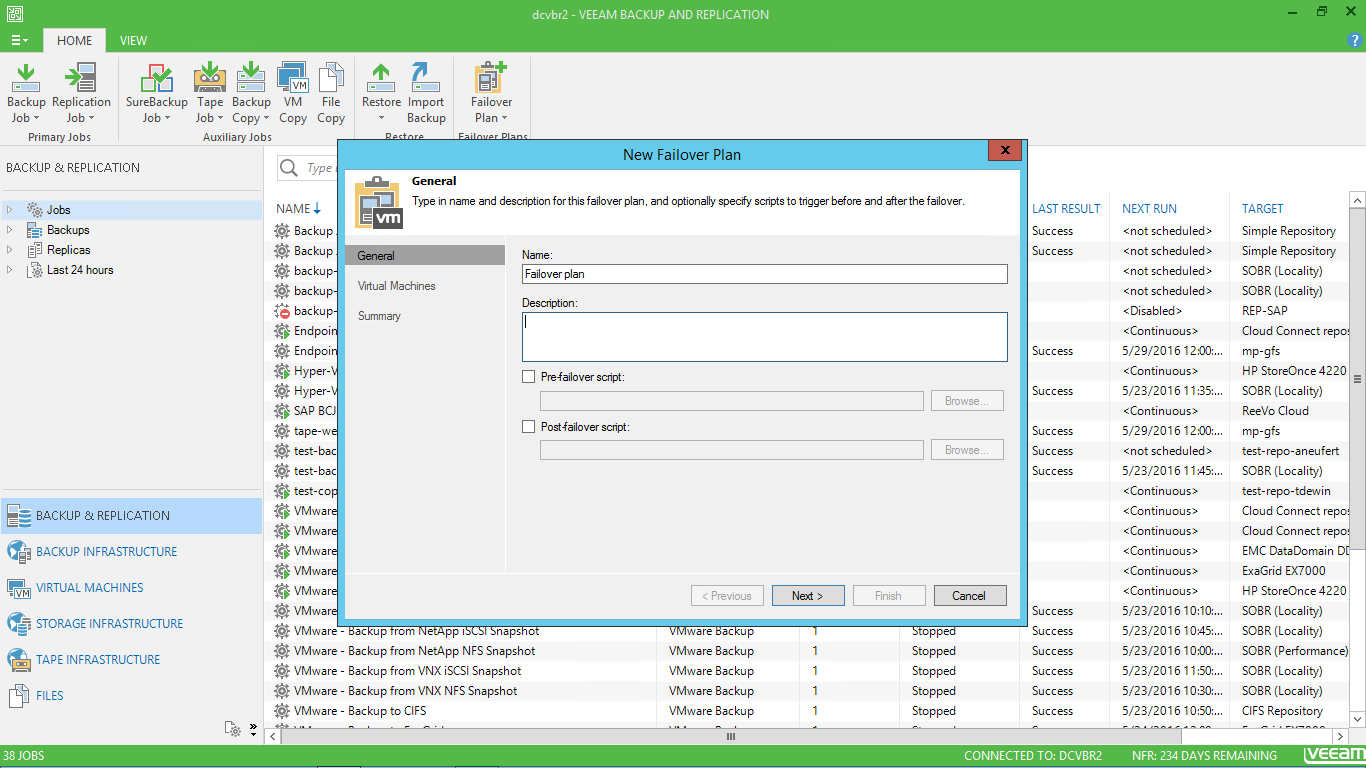 dcvbr2 - VEEAM BACKUP AND REPLICATION
HOME VIEW
Backup Job
Replication Job
SureBackup Job
Tape Job
Backup Copy
VM Copy
File Copy
Restore
Import Backup
Failover Plan
Primary Jobs
Auxiliary Jobs
Restore
Failover Plans
BACKUP & REPLICATION
Jobs
Backups
Replicas
Last 24 hours
BACKUP & REPLICATION
BACKUP INFRASTRUCTURE
VIRTUAL MACHINES
STORAGE INFRASTRUCTURE
TAPE INFRASTRUCTURE
FILES
New Failover Plan
X
General
Type in name and description for this failover plan, and optionally specify scripts to trigger before and after the failover.
vm
General
Virtual Machines
Summary
Name:
Failover plan
Description:
Pre-failover script:
Browse...
Post-failover script:
Browse...
< Previous
Next >
Finish
Cancel
Type
NAME LAST RESULT NEXT RUN TARGET
Backup Success <not scheduled> Simple Repository
Backup Success <not scheduled> Simple Repository
backup- <not scheduled> SOBR (Locality)
backup- <not scheduled> SOBR (Locality)
backup- <Disabled> REP-SAP
Endpoin <Continuous> Cloud Connect repos
Endpoin Success 5/29/2016 12:00:... mp-gfs
Hyper-V <Continuous> HP StoreOnce 4220
Hyper-V Success 5/23/2016 11:35:... SOBR (Locality)
SAP BCJ <Continuous> ReeVo Cloud
tape-we Success 5/29/2016 12:00:... mp-gfs
test-bac Success <not scheduled> test-repo-aneufert
test-bac Success 5/23/2016 11:45:... SOBR (Locality)
test-cop <Continuous> test-repo-tdewin
VMware <Continuous> Cloud Connect repos
VMware <Continuous> Cloud Connect repos
VMware <Continuous> EMC DataDomain DD
VMware <Continuous> ExaGrid EX7000
VMware <Continuous> HP StoreOnce 4220
VMware Success 5/23/2016 10:10:... SOBR (Locality)
VMware - Backup from NetApp iSCSI Snapshot VMware Backup 1 Stopped Success 5/23/2016 10:45:... SOBR (Locality)
VMware - Backup from NetApp NFS Snapshot VMware Backup 1 Stopped Success 5/23/2016 10:00:... SOBR (Performance)
VMware - Backup from VNX iSCSI Snapshot VMware Backup 1 Stopped Success 5/23/2016 11:50:... SOBR (Locality)
VMware - Backup from VNX NFS Snapshot VMware Backup 1 Stopped Success 5/23/2016 10:30:... SOBR (Locality)
VMware - Backup to CIFS VMware Backup 1 Stopped Success 5/23/2016 10:50:... CIFS Repository
38 JOBS CONNECTED TO: DCVBR2 NFR: 234 DAYS REMAINING veeam